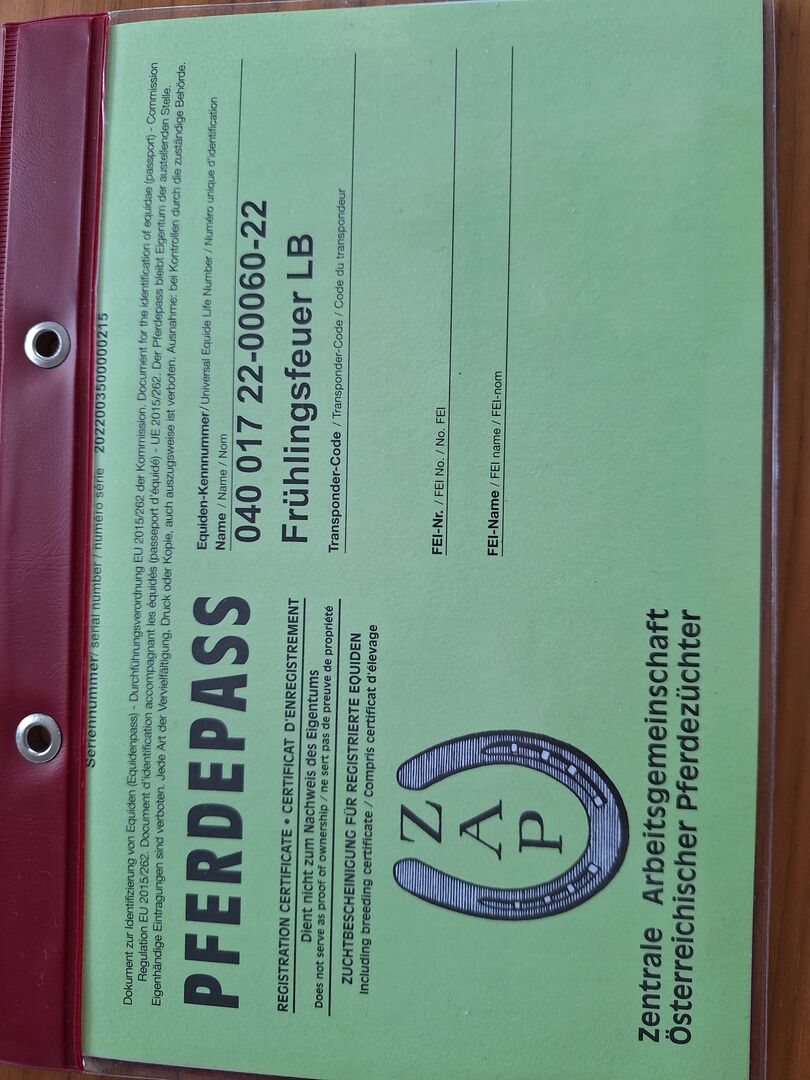 Seriennummer/ serial number / numéro série 2022003500000215
Dokument zur Identifizierung von Equiden (Equidenpass) - Durchführungsverordnung EU 2015/262 der Kommission. Document for the identification of equidae (passport) - Commission
Regulation EU 2015/262. Document d'identification accompagnant les équidés (passeport d'équidé) - UE 2015/262. Der Pferdepass bleibt Eigentum der austellenden Stelle.
Eigenhändige Eintragungen sind verboten. Jede Art der Vervielfältigung, Druck oder Kopie, auch auszugsweise ist verboten. Ausnahme: bei Kontrollen durch die zuständige Behörde.
PFERDEPASS
REGISTRATION CERTIFICATE • CERTIFICAT D'ENREGISTREMENT
Dient nicht zum Nachweis des Eigentums
Does not serve as proof of ownership / ne sert pas de preuve de propriété
ZUCHTBESCHEINIGUNG FÜR REGISTRIERTE EQUIDEN
Including breeding certificate / Compris certificat d'élevage
Z
A
P
Zentrale Arbeitsgemeinschaft
Österreichischer Pferdezüchter
Equiden-Kennnummer / Universal Equide Life Number / Numéro unique d'identification
Name / Name / Nom
040 017 22-00060-22
Frühlingsfeuer LB
Transponder-Code / Transponder-Code / Code du transpondeur
FEI-Nr. / FEI No. / No. FEI
FEI-Name / FEI name / FEI-nom